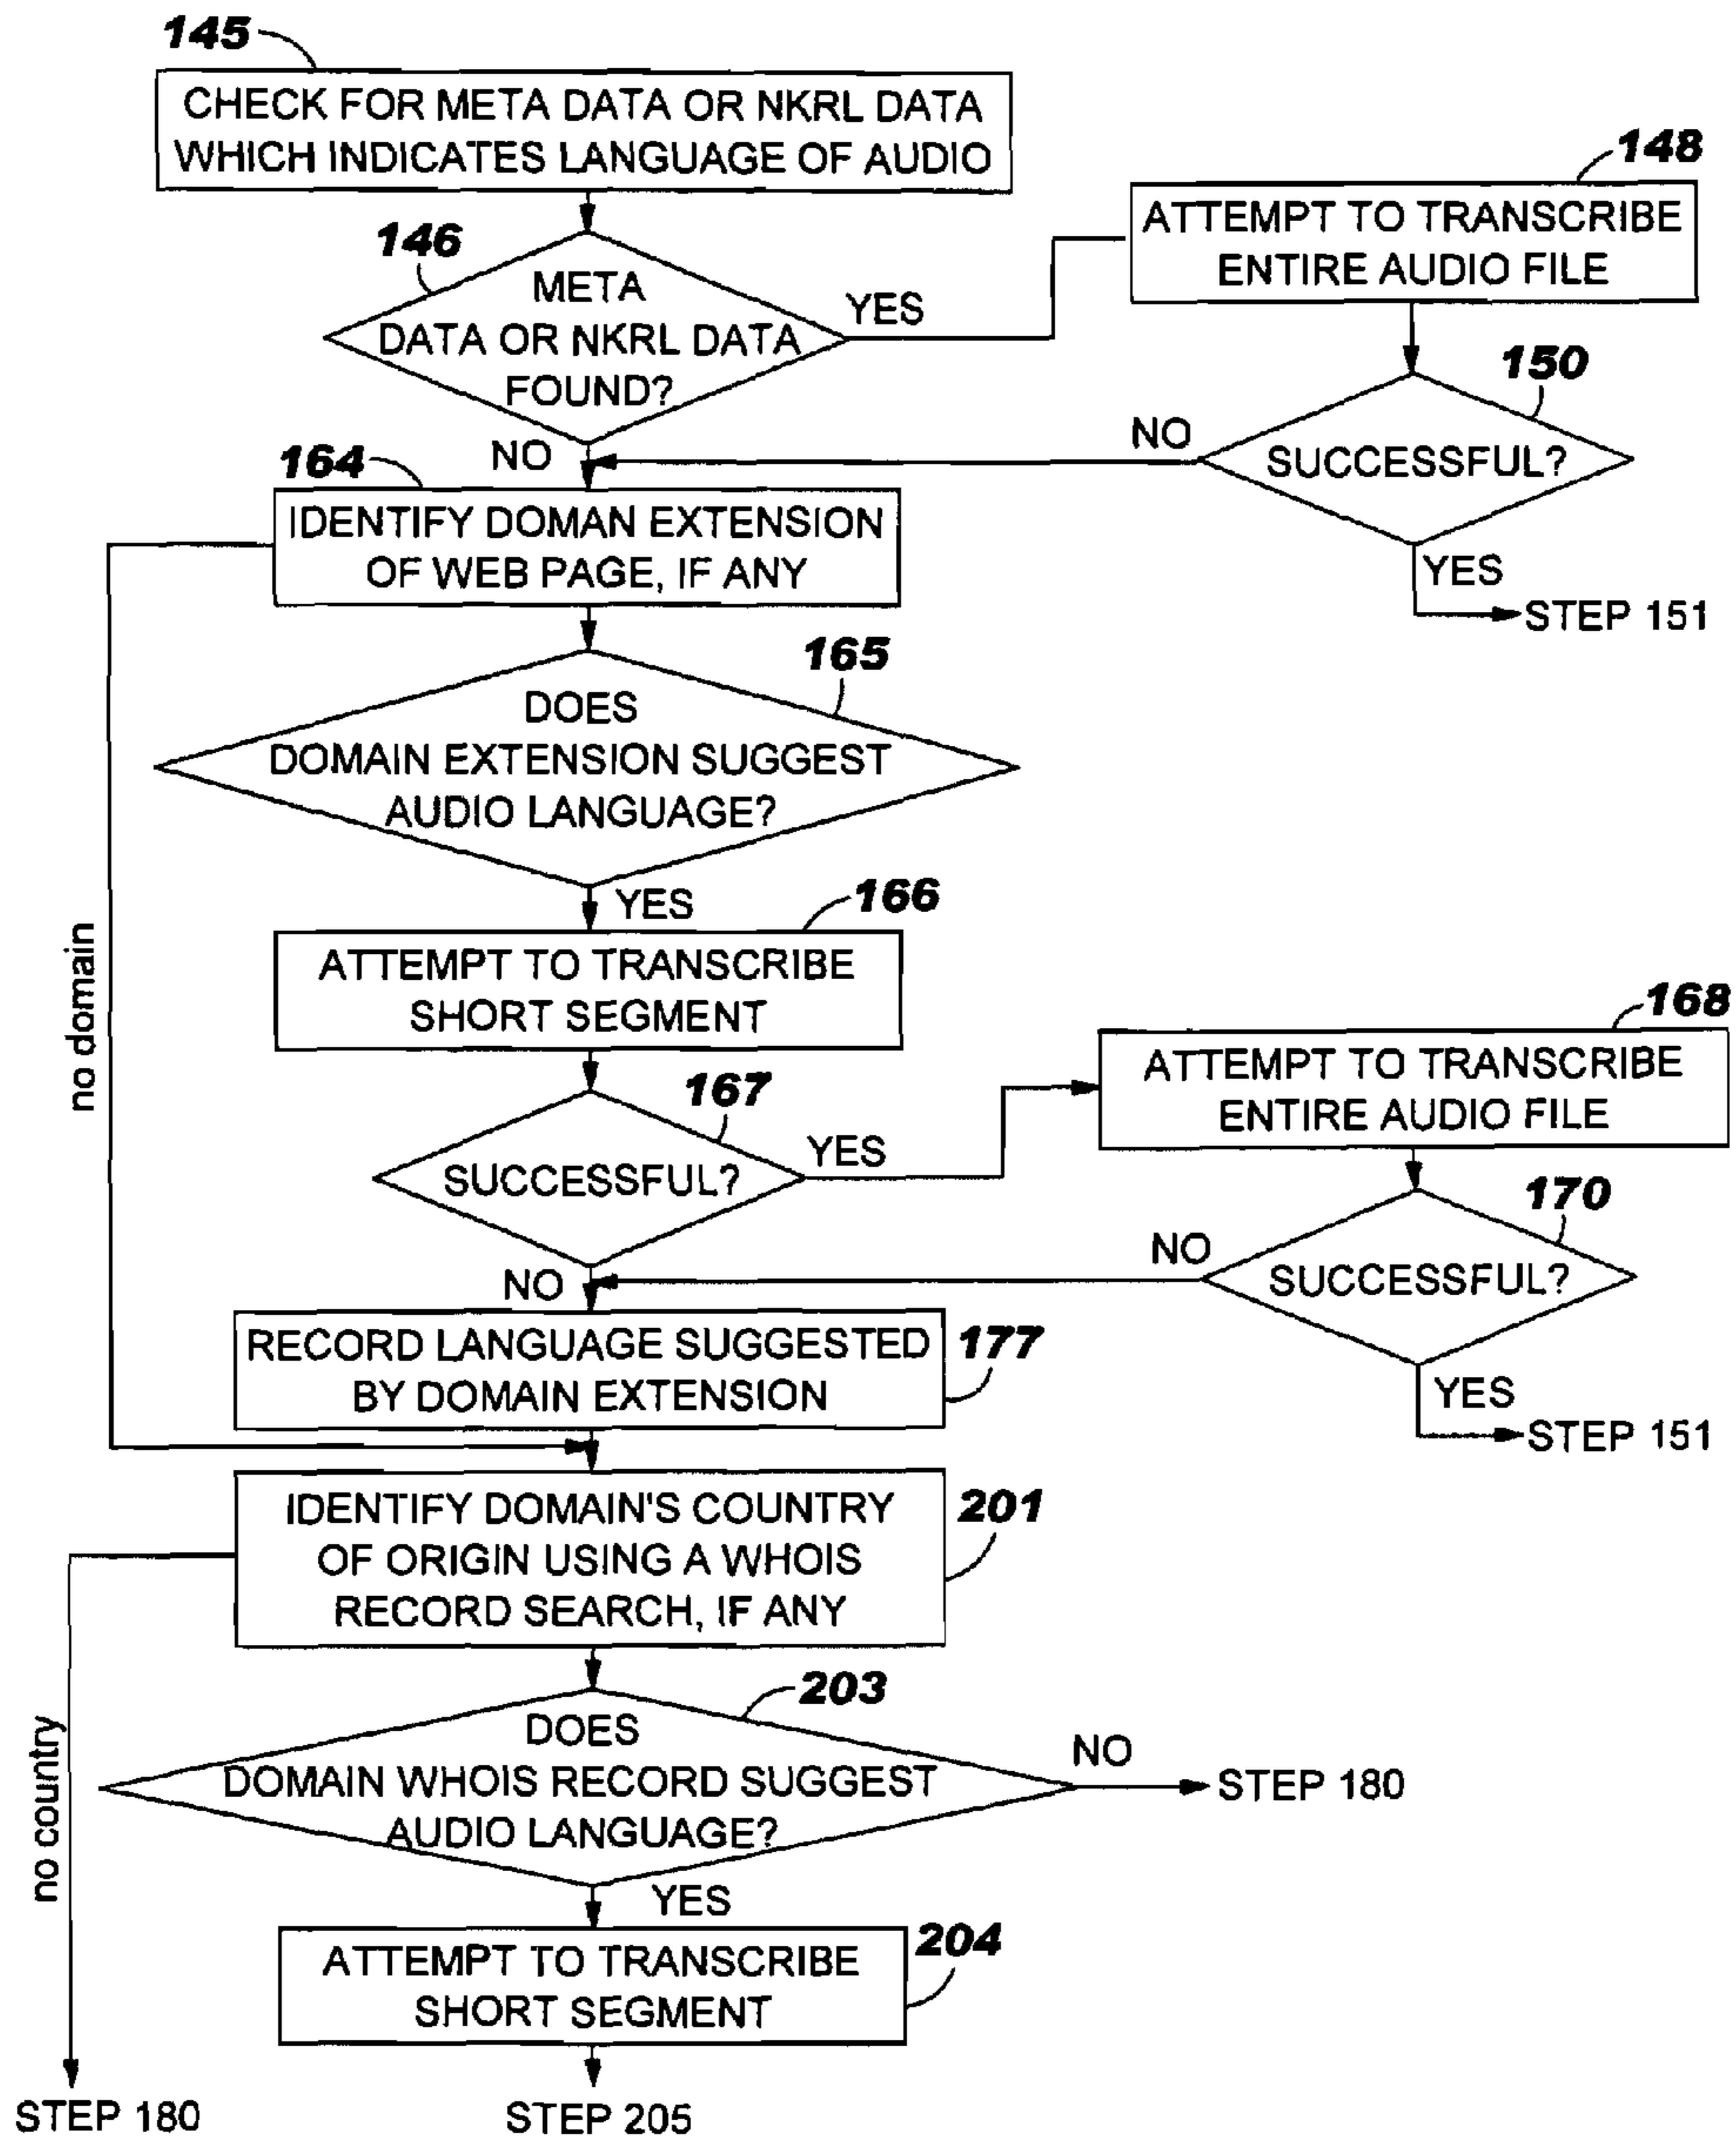 145
CHECK FOR META DATA OR NKRL DATA
WHICH INDICATES LANGUAGE OF AUDIO
148
ATTEMPT TO TRANSCRIBE
ENTIRE AUDIO FILE
146
META
DATA OR NKRL DATA
FOUND?
YES
150
SUCCESSFUL?
NO
YES
STEP 151
NO
164
IDENTIFY DOMAN EXTENSION
OF WEB PAGE, IF ANY
no domain
165
DOES
DOMAIN EXTENSION SUGGEST
AUDIO LANGUAGE?
YES
166
ATTEMPT TO TRANSCRIBE
SHORT SEGMENT
167
SUCCESSFUL?
YES
168
ATTEMPT TO TRANSCRIBE
ENTIRE AUDIO FILE
170
SUCCESSFUL?
NO
YES
STEP 151
NO
RECORD LANGUAGE SUGGESTED
BY DOMAIN EXTENSION
177
IDENTIFY DOMAIN'S COUNTRY
OF ORIGIN USING A WHOIS
RECORD SEARCH, IF ANY
201
no country
203
DOES
DOMAIN WHOIS RECORD SUGGEST
AUDIO LANGUAGE?
NO
STEP 180
YES
204
ATTEMPT TO TRANSCRIBE
SHORT SEGMENT
STEP 180
STEP 205